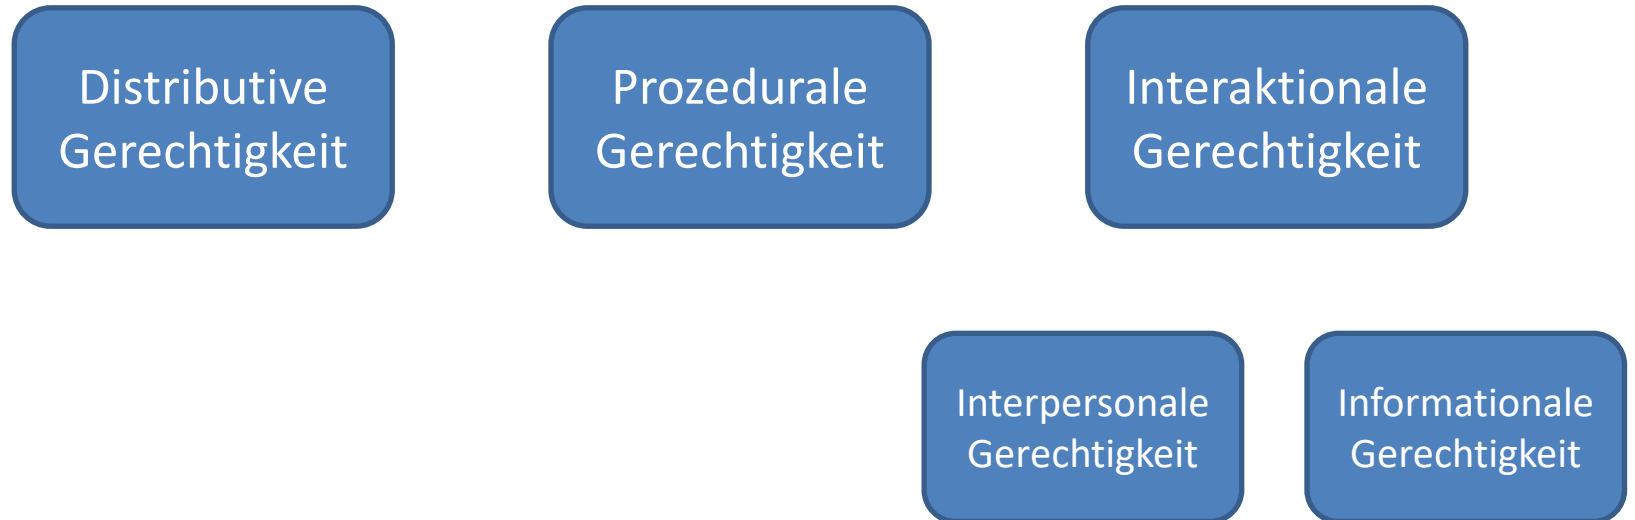 Distributive
Gerechtigkeit
Prozedurale
Gerechtigkeit
Interaktionale
Gerechtigkeit
Interpersonale
Gerechtigkeit
Informationale
Gerechtigkeit